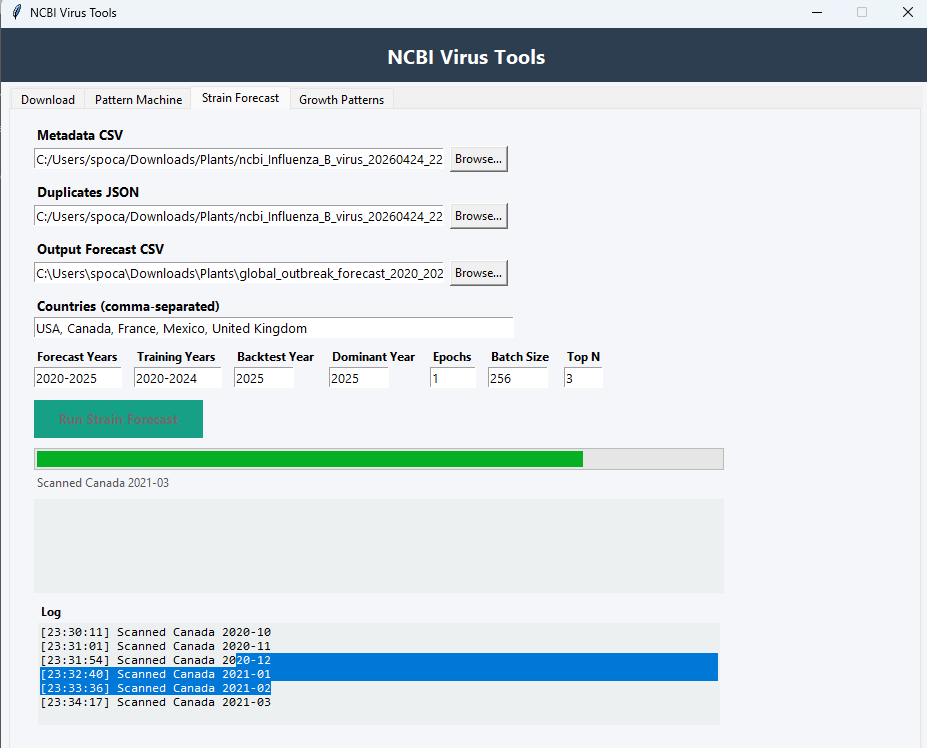 NCBI Virus Tools
NCBI Virus Tools
Download Pattern Machine Strain Forecast Growth Patterns
Metadata CSV
C:/Users/spoca/Downloads/Plants/ncbi_Influenza_B_virus_20260424_22 Browse...
Duplicates JSON
C:/Users/spoca/Downloads/Plants/ncbi_Influenza_B_virus_20260424_22 Browse...
Output Forecast CSV
C:\Users\spoca\Downloads\Plants\global_outbreak_forecast_2020_202 Browse...
Countries (comma-separated)
USA, Canada, France, Mexico, United Kingdom
Forecast Years Training Years Backtest Year Dominant Year Epochs Batch Size Top N
2020-2025 2020-2024 2025 2025 1 256 3
Run Strain Forecast
Scanned Canada 2021-03
Log
[23:30:11] Scanned Canada 2020-10
[23:31:01] Scanned Canada 2020-11
[23:31:54] Scanned Canada 2020-12
[23:32:40] Scanned Canada 2021-01
[23:33:36] Scanned Canada 2021-02
[23:34:17] Scanned Canada 2021-03